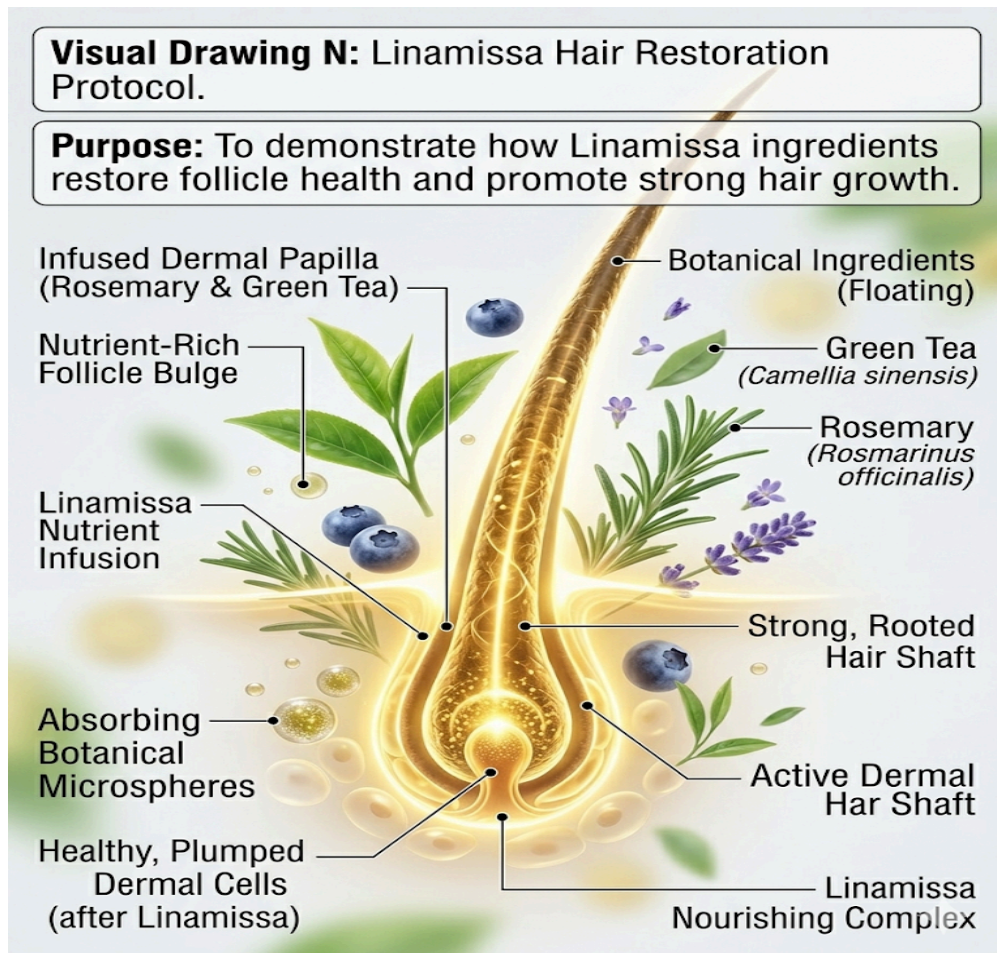 Visual Drawing N: Linamissa Hair Restoration
Protocol.
Purpose: To demonstrate how Linamissa ingredients
restore follicle health and promote strong hair growth.
Infused Dermal Papilla
(Rosemary & Green Tea)
Nutrient-Rich
Follicle Bulge
Linamissa
Nutrient
Infusion
Absorbing
Botanical
Microspheres
Healthy, Plumped
Dermal Cells
(after Linamissa)
Botanical Ingredients
(Floating)
Green Tea
(Camellia sinensis)
Rosemary
(Rosmarinus
officinalis)
Strong, Rooted
Hair Shaft
Active Dermal
Har Shaft
Linamissa
Nourishing Complex